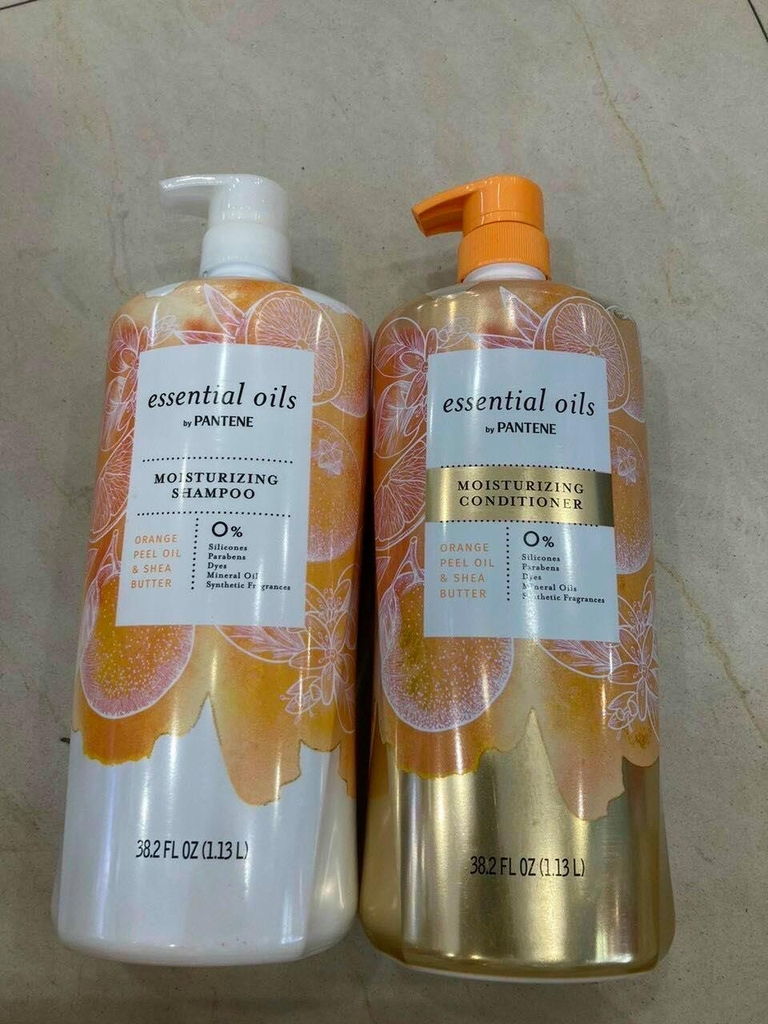 essential oils
by PANTENE
MOISTURIZING
SHAMPOO
ORANGE
PEEL OIL
& SHEA
BUTTER
0%
Silicones
Parabens
Dyes
Mineral Oil
Synthetic Fragrances
38.2 FL OZ (1.13 L)
essential oils
by PANTENE
MOISTURIZING
CONDITIONER
ORANGE
PEEL OIL
& SHEA
BUTTER
0%
Silicones
Parabens
Dyes
Mineral Oils
Synthetic Fragrances
38.2 FL OZ (1.13 L)